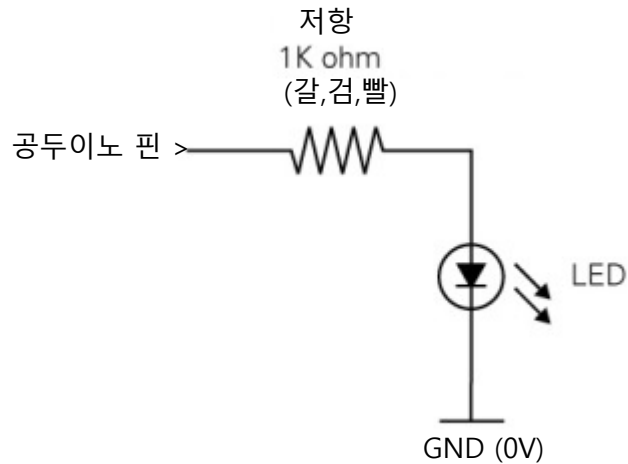 저항
1K ohm
(갈,검,빨)
공두이노 핀 >
LED
GND (0V)